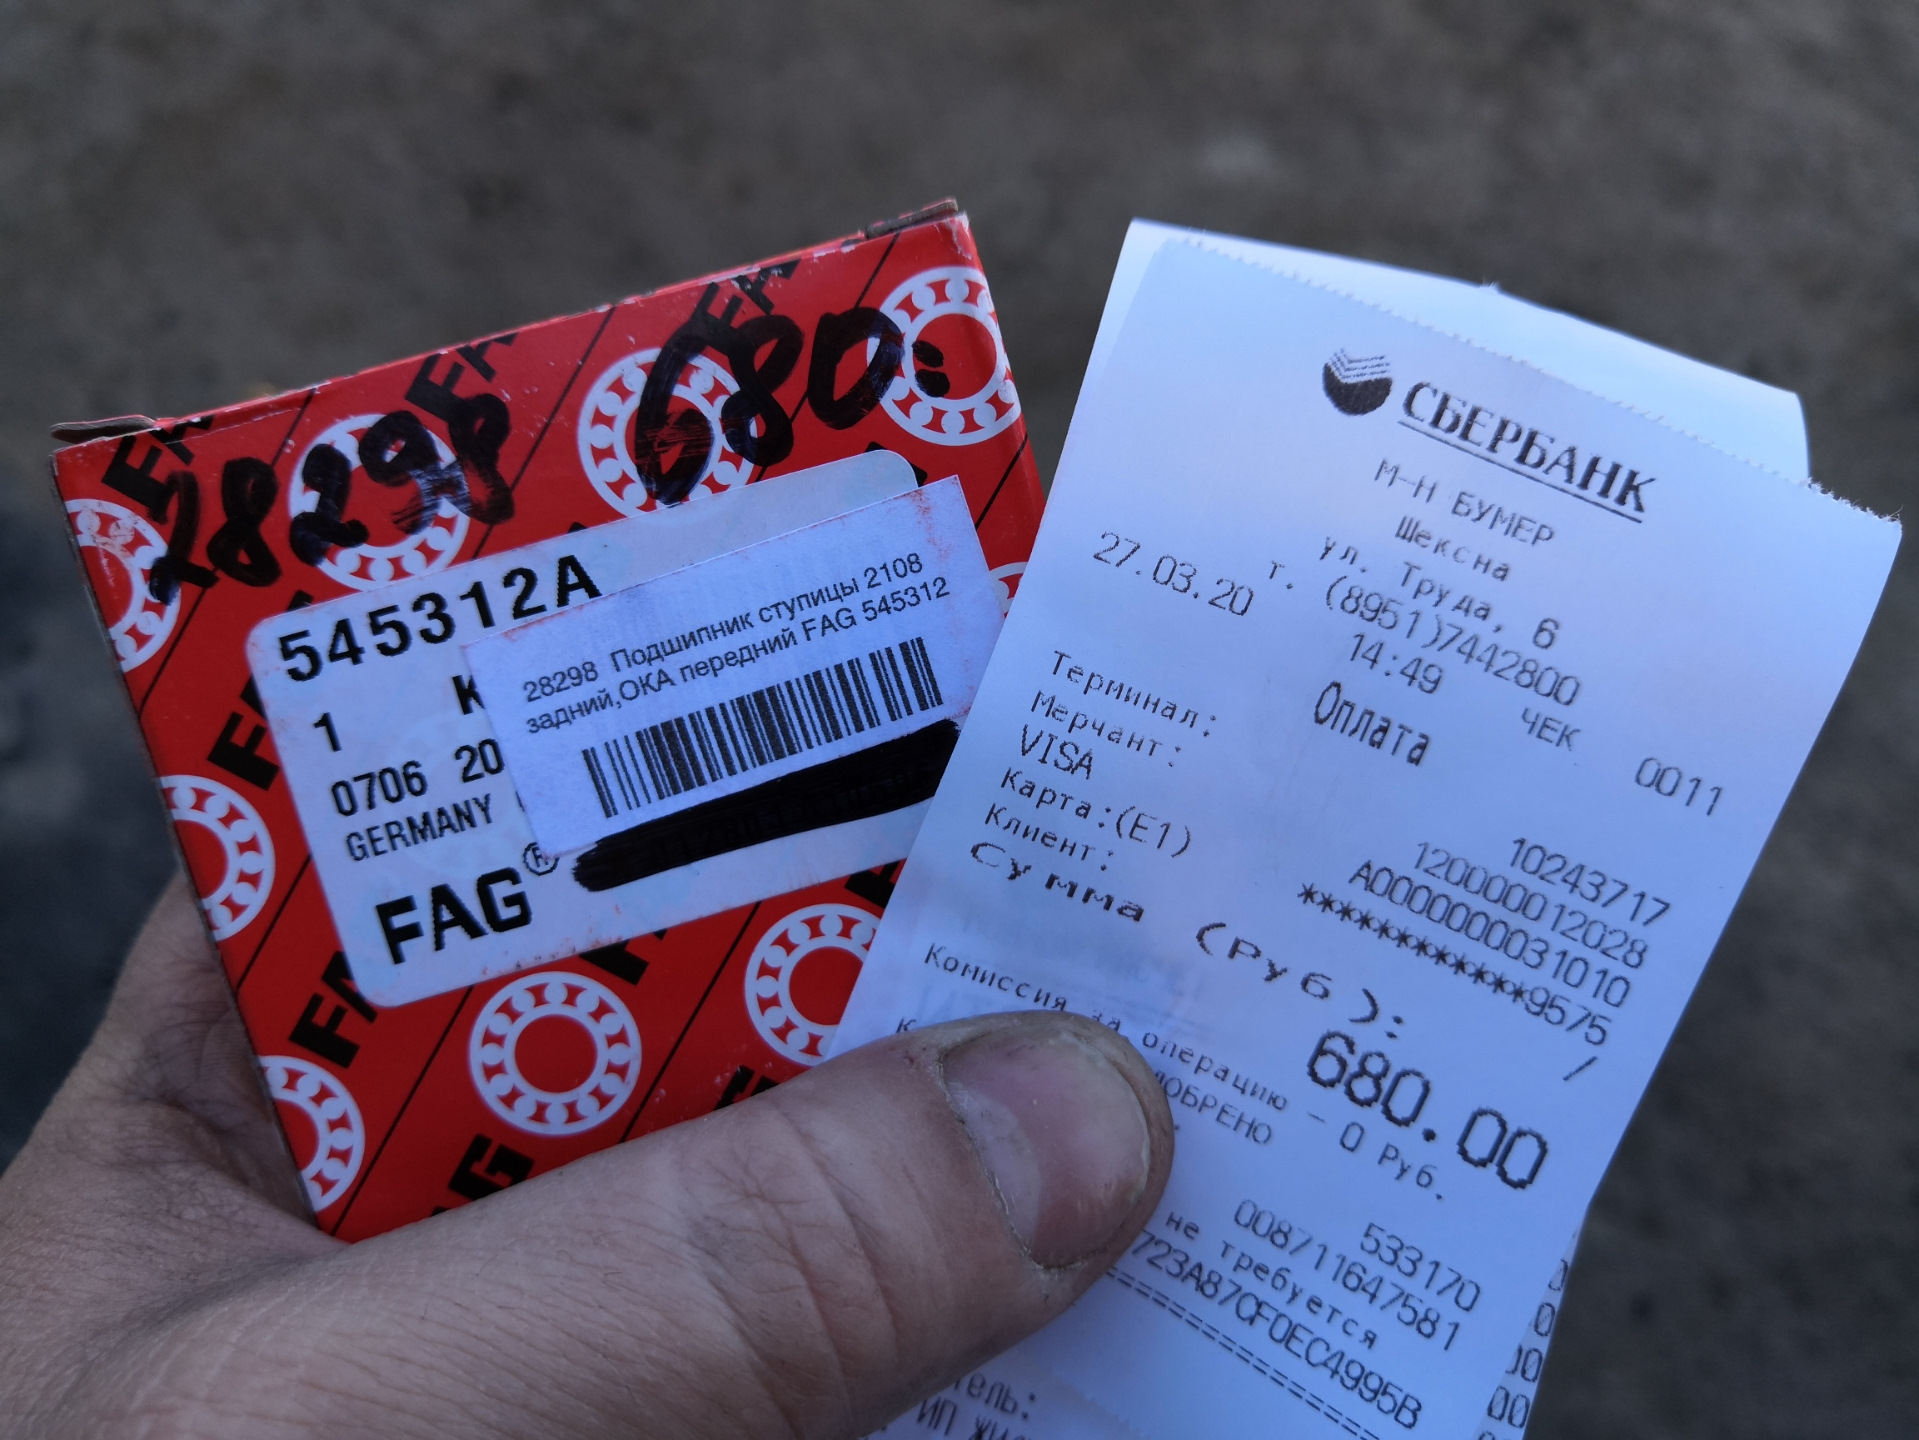 28298 680=
545312A
1 K
0706 20
GERMANY
FAG®
28298 Подшипник ступицы 2108
задний,ОКА передний FAG 545312
СБЕРБАНК
М-Н БУМЕР
Шексна
ул. Труда, 6
т. (8951)7442800
27.03.20 14:49 ЧЕК 0011
Оплата
Терминал: 10243717
Мерчант: 120000012028
VISA A0000000031010
Карта:(E1) ************9575
Клиент: /
Сумма (Руб):
680.00
Комиссия за операцию - 0 Руб.
ОДОБРЕНО
533170
008711647581
не требуется
723A87CF0EC4995B
================
тель:
ИП